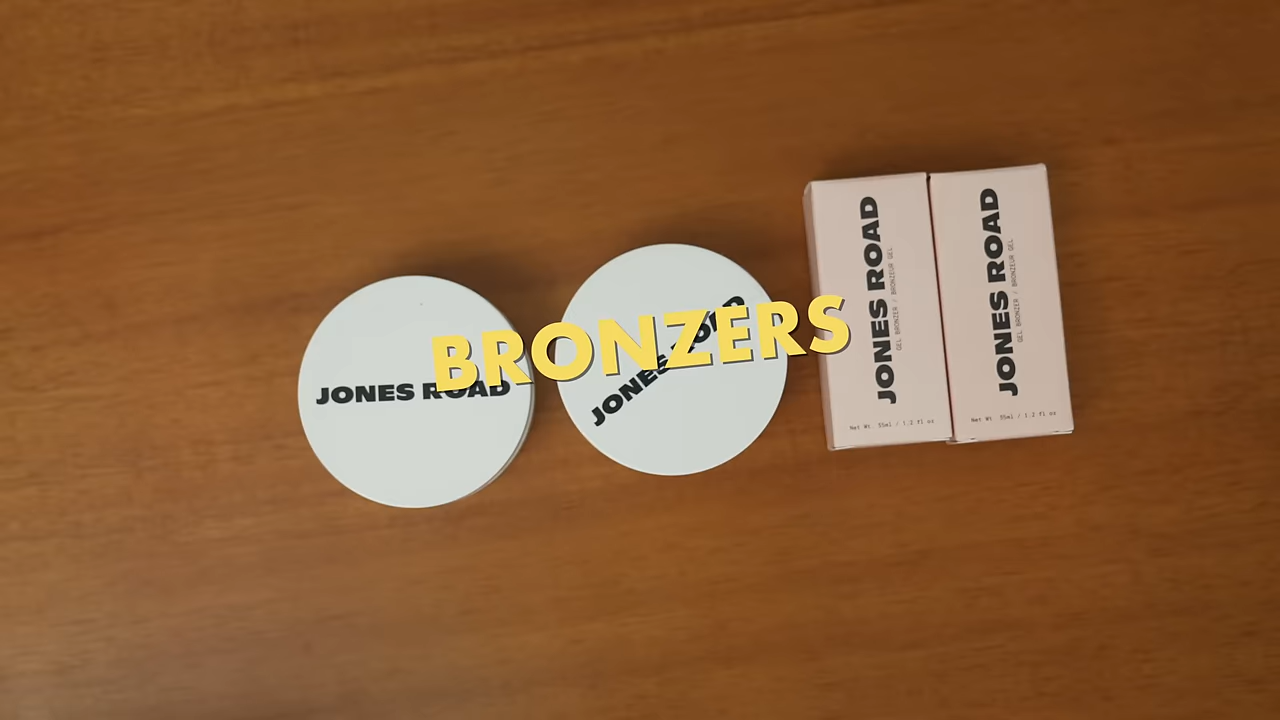 JONES ROAD
JONES ROAD
BRONZERS
JONES ROAD
GEL BRONZER / BRONZEUR GEL
Net Wt. 35ml / 1.2 fl oz
JONES ROAD
GEL BRONZER / BRONZEUR GEL
Net Wt. 35ml / 1.2 fl oz